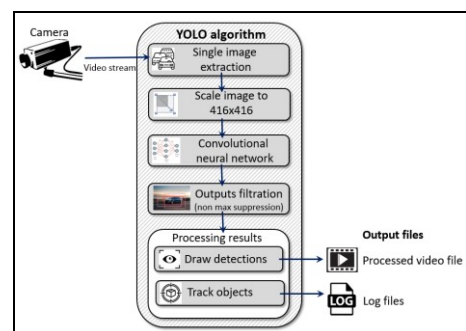 YOLO algorithm
Camera
Video stream
Single image
extraction
Scale image to
416x416
Convolutional
neural network
Outputs filtration
(non max suppression)
Processing results
Draw detections
Track objects
Output files
Processed video file
LOG
Log files